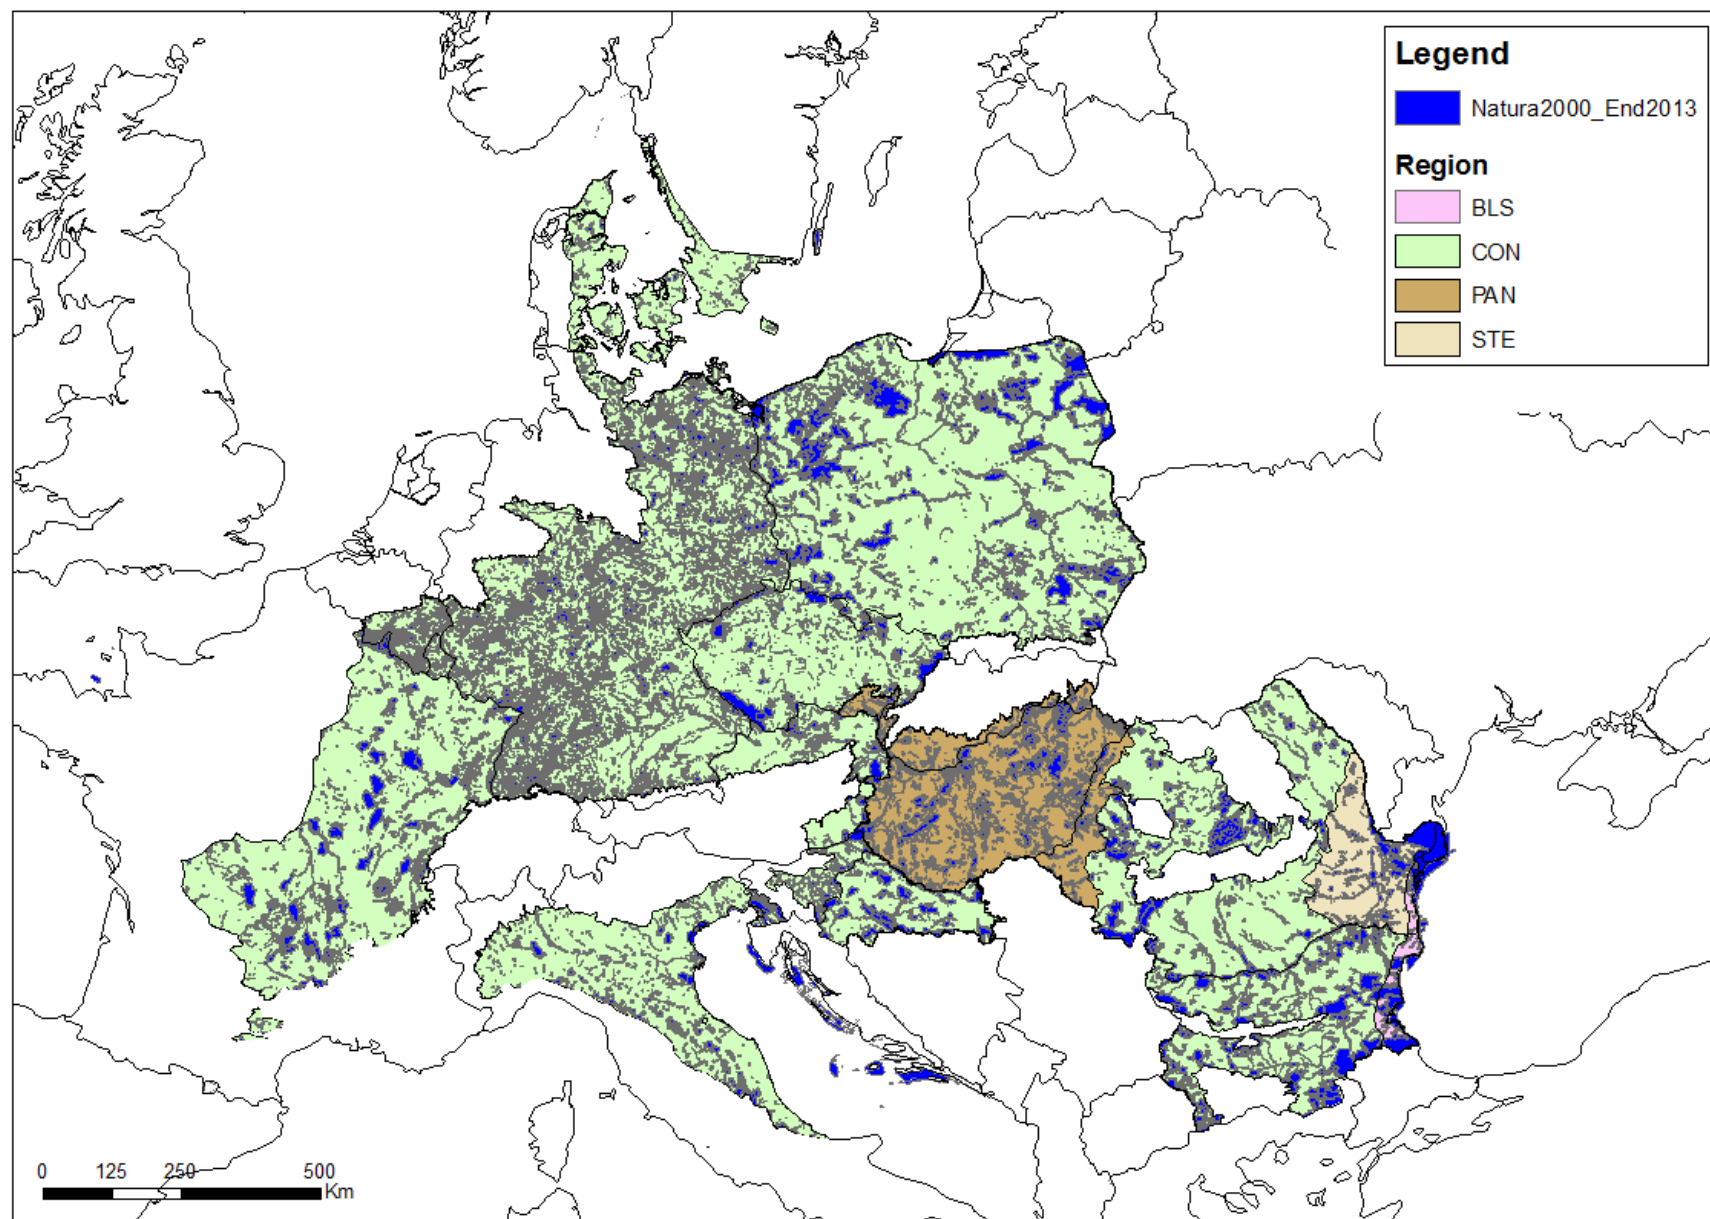 Legend
Natura2000_End2013
Region
BLS
CON
PAN
STE
0 125 250 500
Km